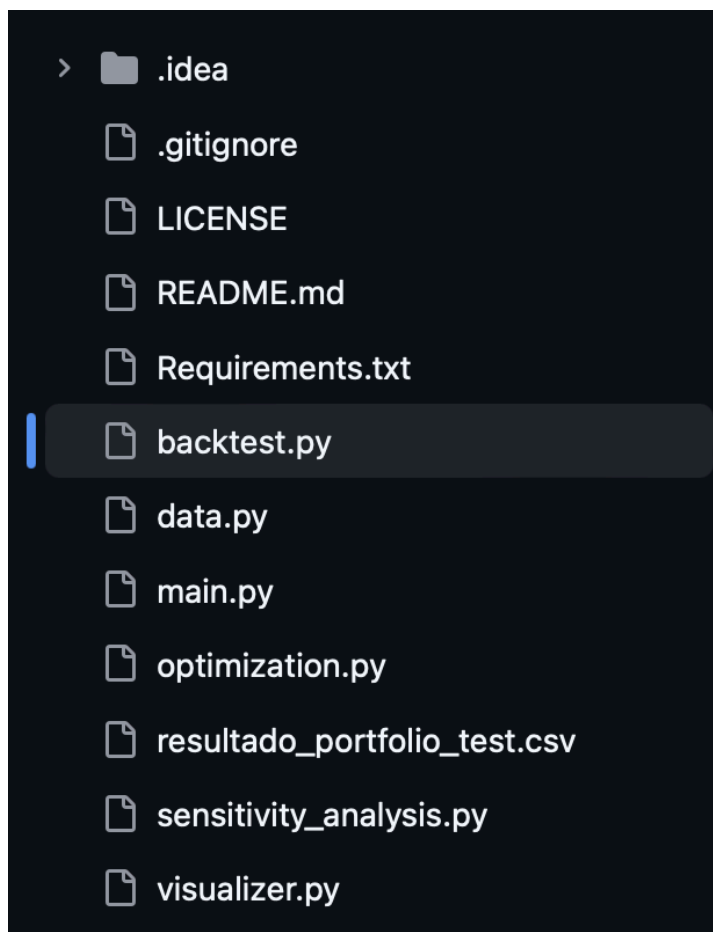 .idea
.gitignore
LICENSE
README.md
Requirements.txt
backtest.py
data.py
main.py
optimization.py
resultado_portfolio_test.csv
sensitivity_analysis.py
visualizer.py